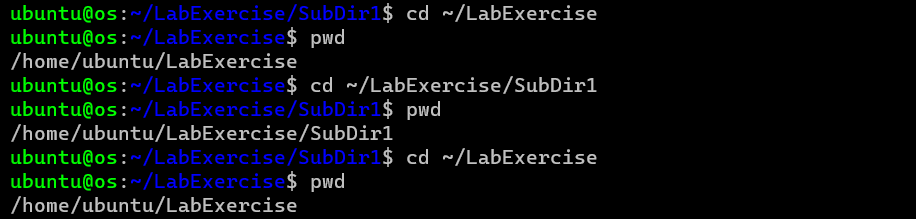 ubuntu@os:~/LabExercise/SubDir1$ cd ~/LabExercise
ubuntu@os:~/LabExercise$ pwd
/home/ubuntu/LabExercise
ubuntu@os:~/LabExercise$ cd ~/LabExercise/SubDir1
ubuntu@os:~/LabExercise/SubDir1$ pwd
/home/ubuntu/LabExercise/SubDir1
ubuntu@os:~/LabExercise/SubDir1$ cd ~/LabExercise
ubuntu@os:~/LabExercise$ pwd
/home/ubuntu/LabExercise